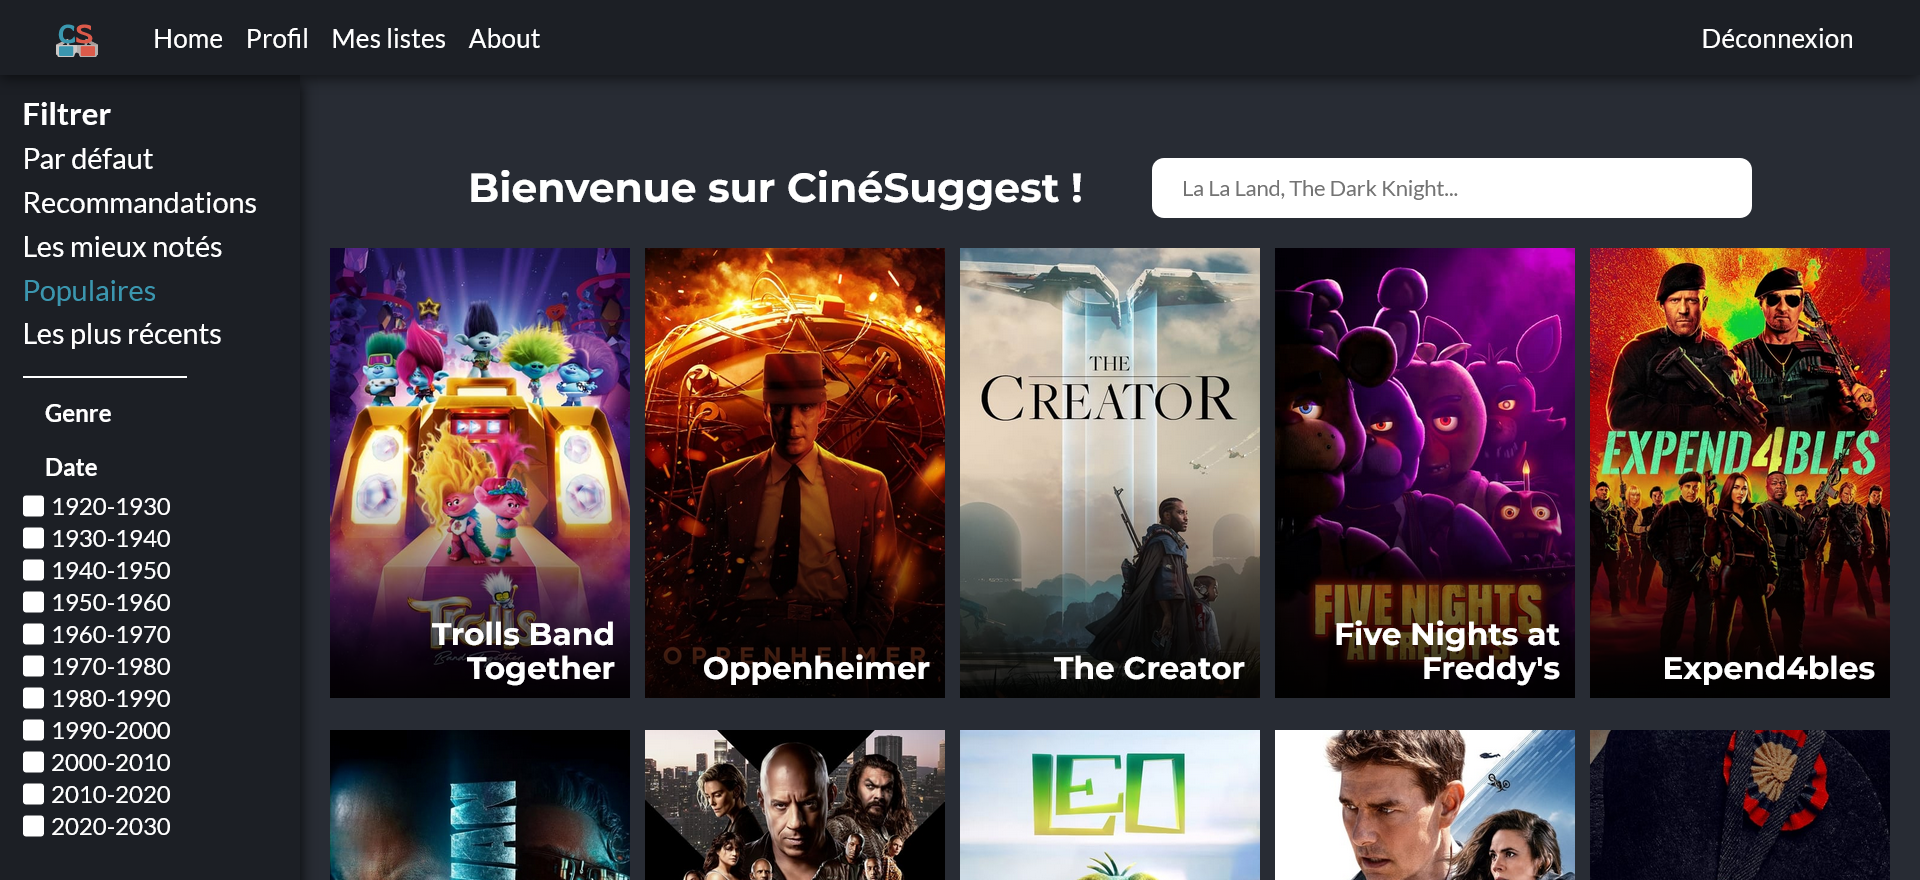 CS
Home Profil Mes listes About Déconnexion
Filtrer
Par défaut
Recommandations
Les mieux notés
Populaires
Les plus récents
Genre
Date
1920-1930
1930-1940
1940-1950
1950-1960
1960-1970
1970-1980
1980-1990
1990-2000
2000-2010
2010-2020
2020-2030
Bienvenue sur CinéSuggest !
La La Land, The Dark Knight...
Trolls
Band Together
Trolls Band
Together
OPPENHEIMER
Oppenheimer
THE
CREATOR
The Creator
FIVE NIGHTS
AT FREDDY'S
Five Nights at
Freddy's
EXPEND4BLES
Expend4bles
LEO